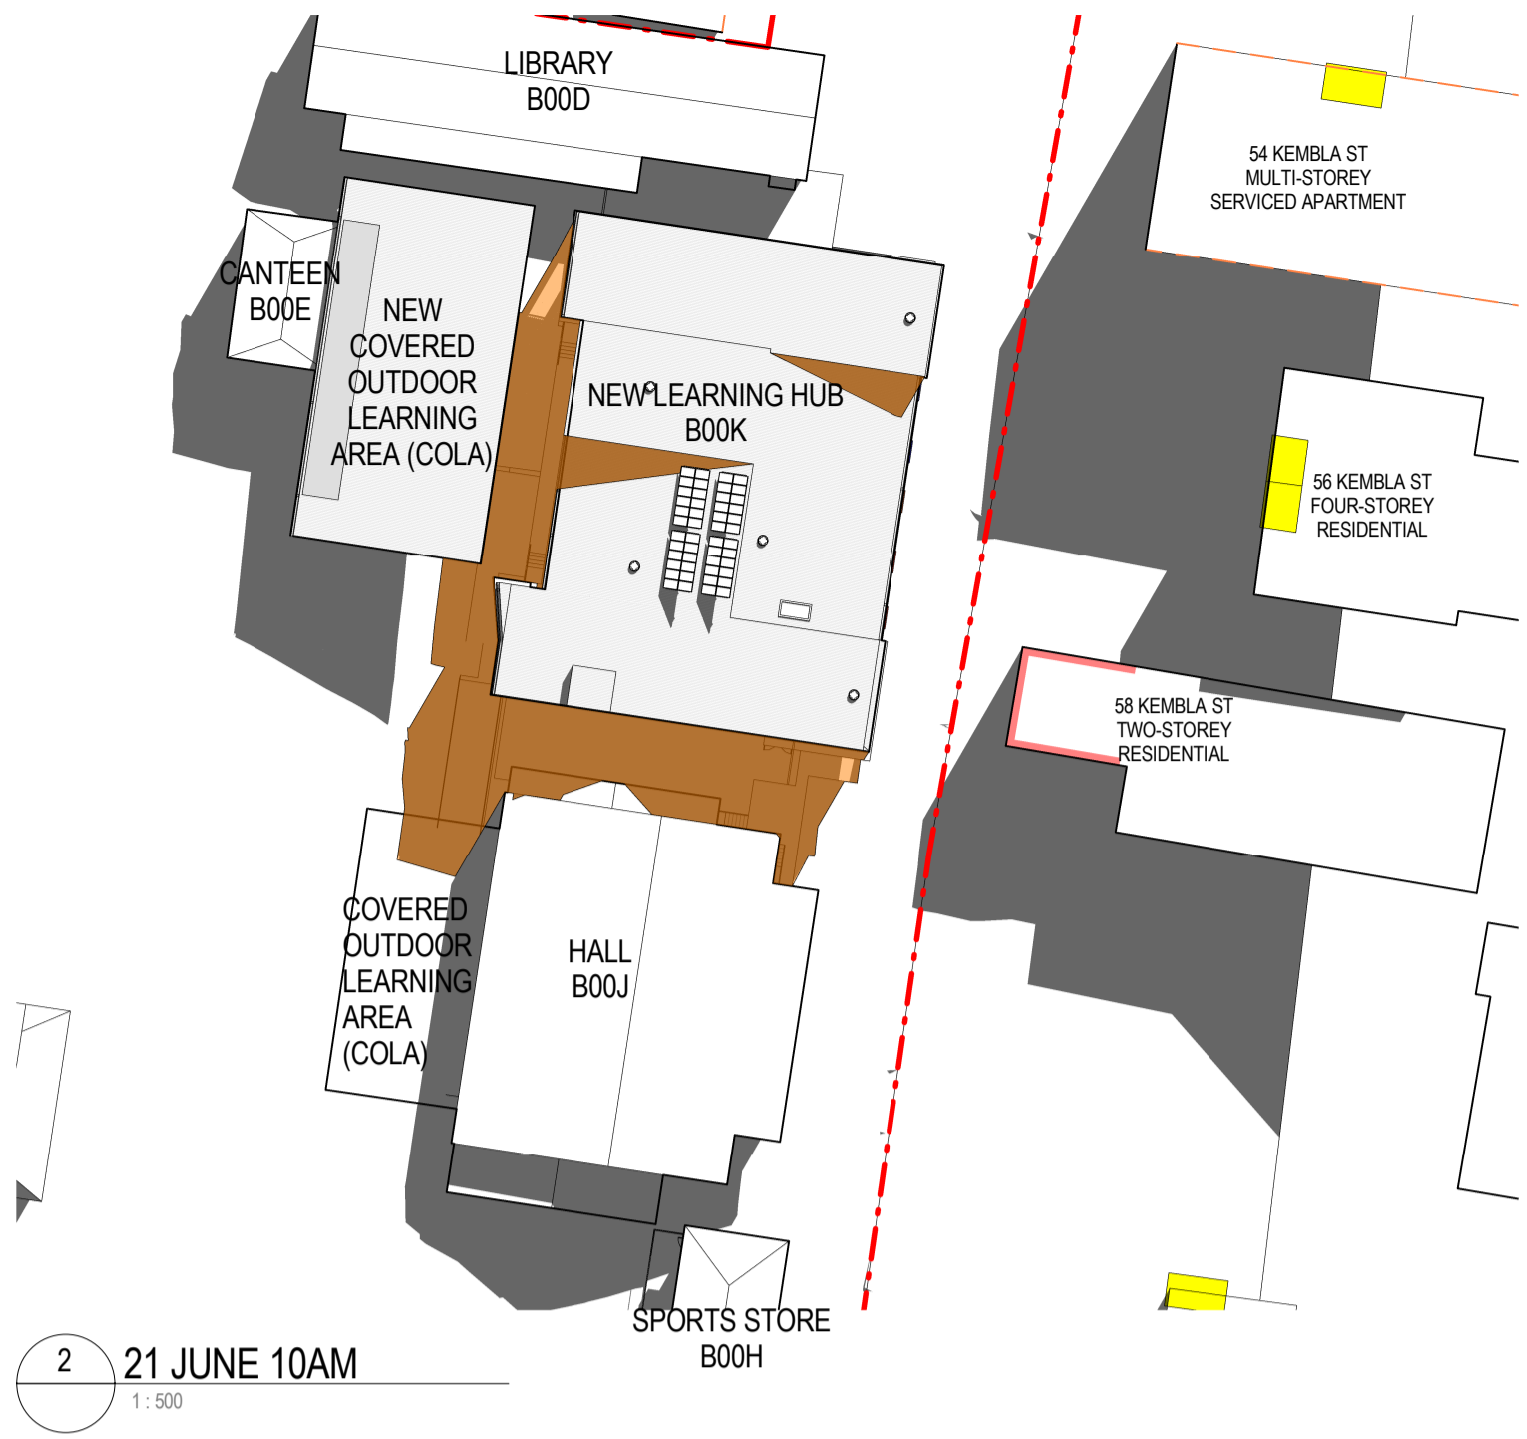 LIBRARY
B00D
54 KEMBLA ST
MULTI-STOREY
SERVICED APARTMENT
CANTEEN
B00E
NEW
COVERED
OUTDOOR
LEARNING
AREA (COLA)
NEW LEARNING HUB
B00K
56 KEMBLA ST
FOUR-STOREY
RESIDENTIAL
58 KEMBLA ST
TWO-STOREY
RESIDENTIAL
COVERED
OUTDOOR
LEARNING
AREA
(COLA)
HALL
B00J
SPORTS STORE
B00H
2
21 JUNE 10AM
1 : 500